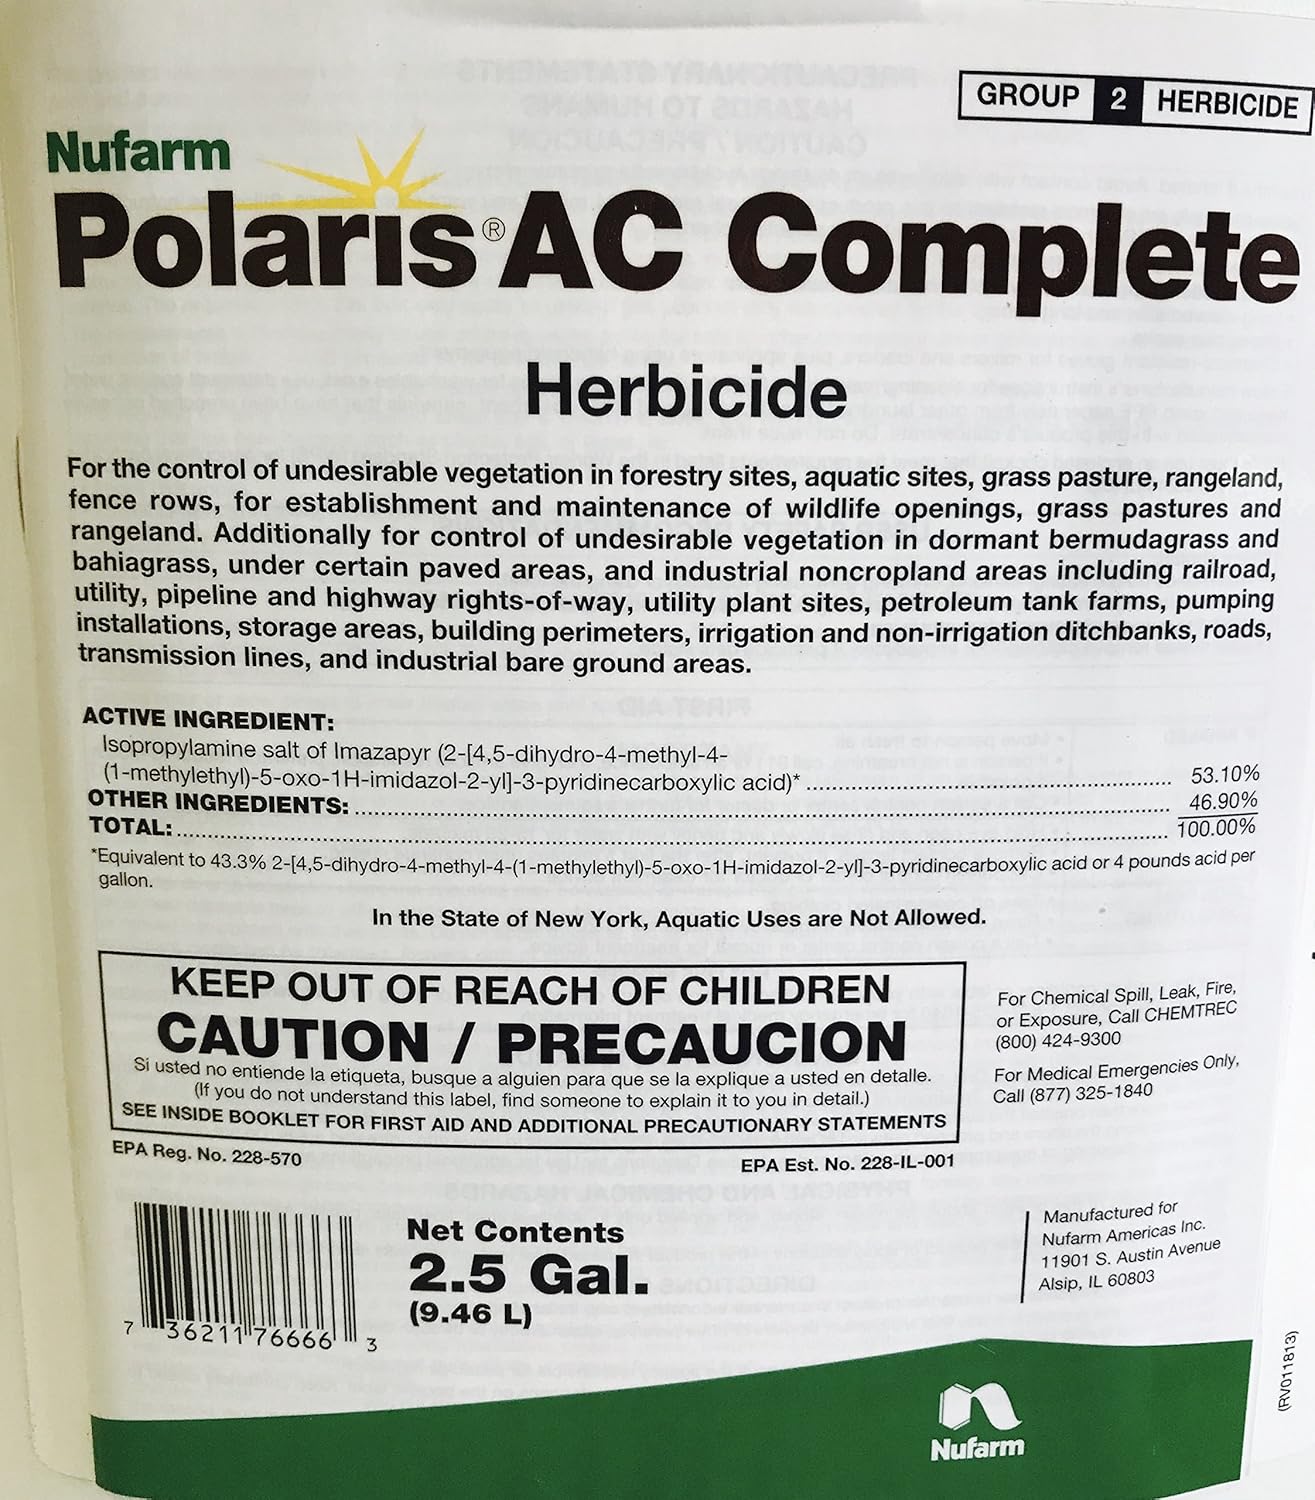 GROUP 2 HERBICIDE
Nufarm
Polaris® AC Complete
Herbicide
For the control of undesirable vegetation in forestry sites, aquatic sites, grass pasture, rangeland,
fence rows, for establishment and maintenance of wildlife openings, grass pastures and
rangeland. Additionally for control of undesirable vegetation in dormant bermudagrass and
bahiagrass, under certain paved areas, and industrial noncropland areas including railroad,
utility, pipeline and highway rights-of-way, utility plant sites, petroleum tank farms, pumping
installations, storage areas, building perimeters, irrigation and non-irrigation ditchbanks, roads,
transmission lines, and industrial bare ground areas.
ACTIVE INGREDIENT:
Isopropylamine salt of Imazapyr (2-[4,5-dihydro-4-methyl-4-
(1-methylethyl)-5-oxo-1H-imidazol-2-yl]-3-pyridinecarboxylic acid)* 53.10%
OTHER INGREDIENTS: 46.90%
TOTAL: 100.00%
*Equivalent to 43.3% 2-[4,5-dihydro-4-methyl-4-(1-methylethyl)-5-oxo-1H-imidazol-2-yl]-3-pyridinecarboxylic acid or 4 pounds acid per
gallon.
In the State of New York, Aquatic Uses are Not Allowed.
KEEP OUT OF REACH OF CHILDREN
CAUTION / PRECAUCION
Si usted no entiende la etiqueta, busque a alguien para que se la explique a usted en detalle.
(If you do not understand this label, find someone to explain it to you in detail.)
SEE INSIDE BOOKLET FOR FIRST AID AND ADDITIONAL PRECAUTIONARY STATEMENTS
For Chemical Spill, Leak, Fire,
or Exposure, Call CHEMTREC
(800) 424-9300
For Medical Emergencies Only,
Call (877) 325-1840
EPA Reg. No. 228-570
EPA Est. No. 228-IL-001
7 36211 76666 3
Net Contents
2.5 Gal.
(9.46 L)
Manufactured for
Nufarm Americas Inc.
11901 S. Austin Avenue
Alsip, IL 60803
(RV011813)
Nufarm